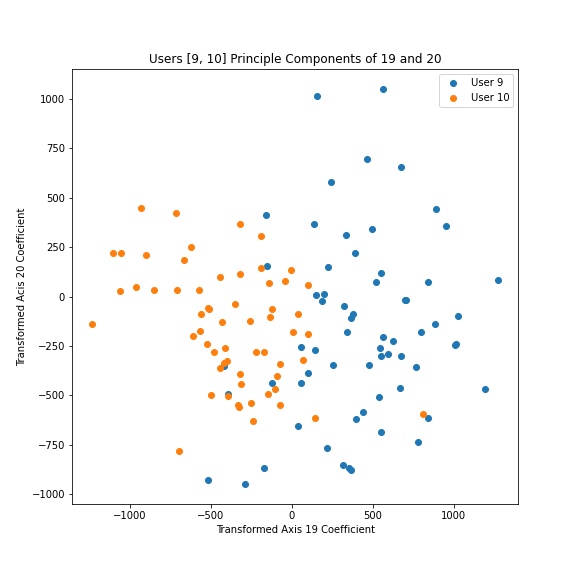 Users [9, 10] Principle Components of 19 and 20
User 9
User 10
Transformed Acis 20 Coefficient
1000
750
500
250
0
−250
−500
−750
−1000
−1000
−500
0
500
1000
Transformed Axis 19 Coefficient